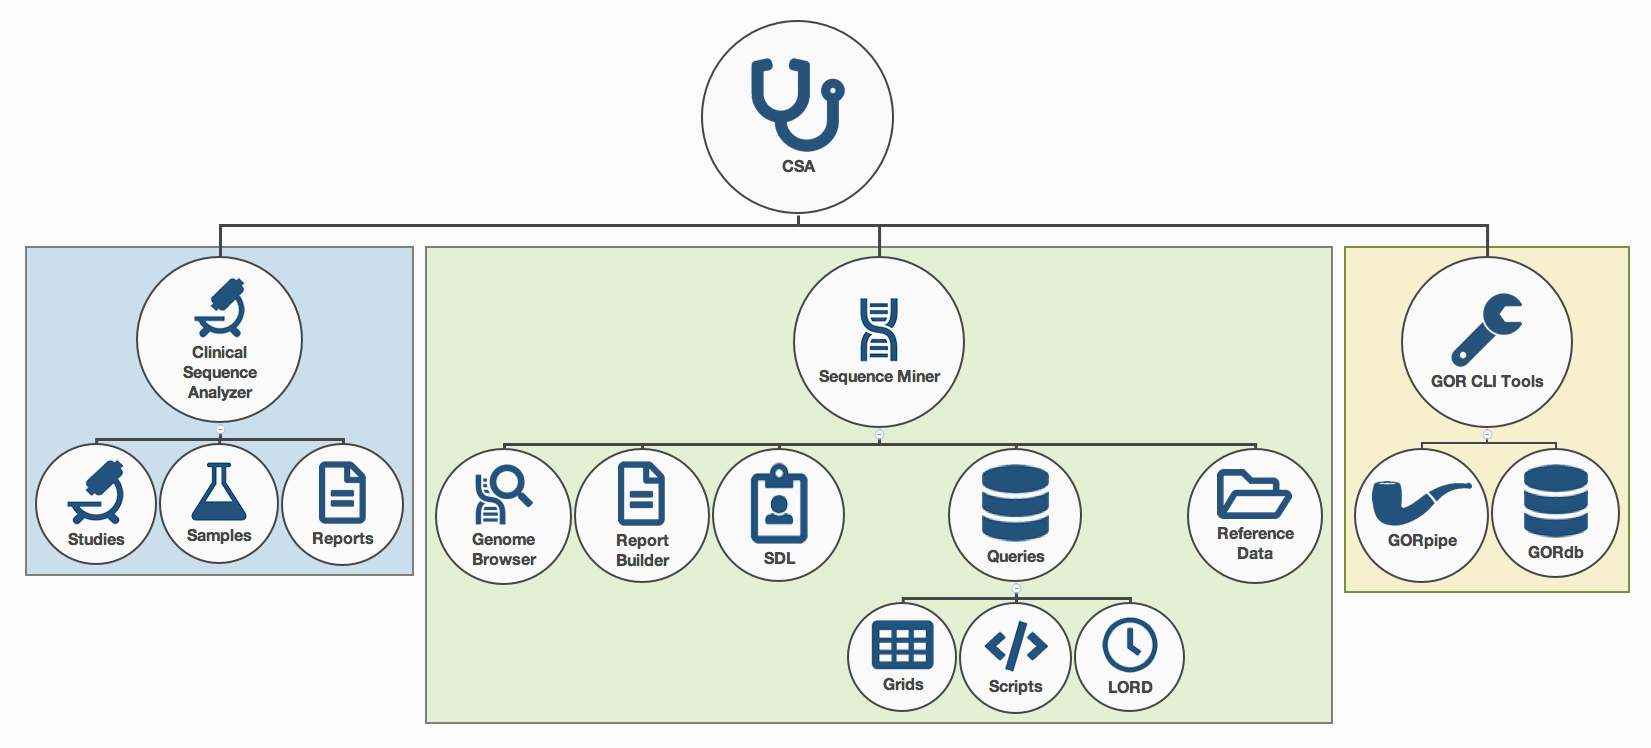 CSA
Clinical
Sequence
Analyzer
Sequence Miner
GOR CLI Tools
Studies
Samples
Reports
Genome
Browser
Report
Builder
SDL
Queries
Reference
Data
GORpipe
GORdb
Grids
Scripts
LORD